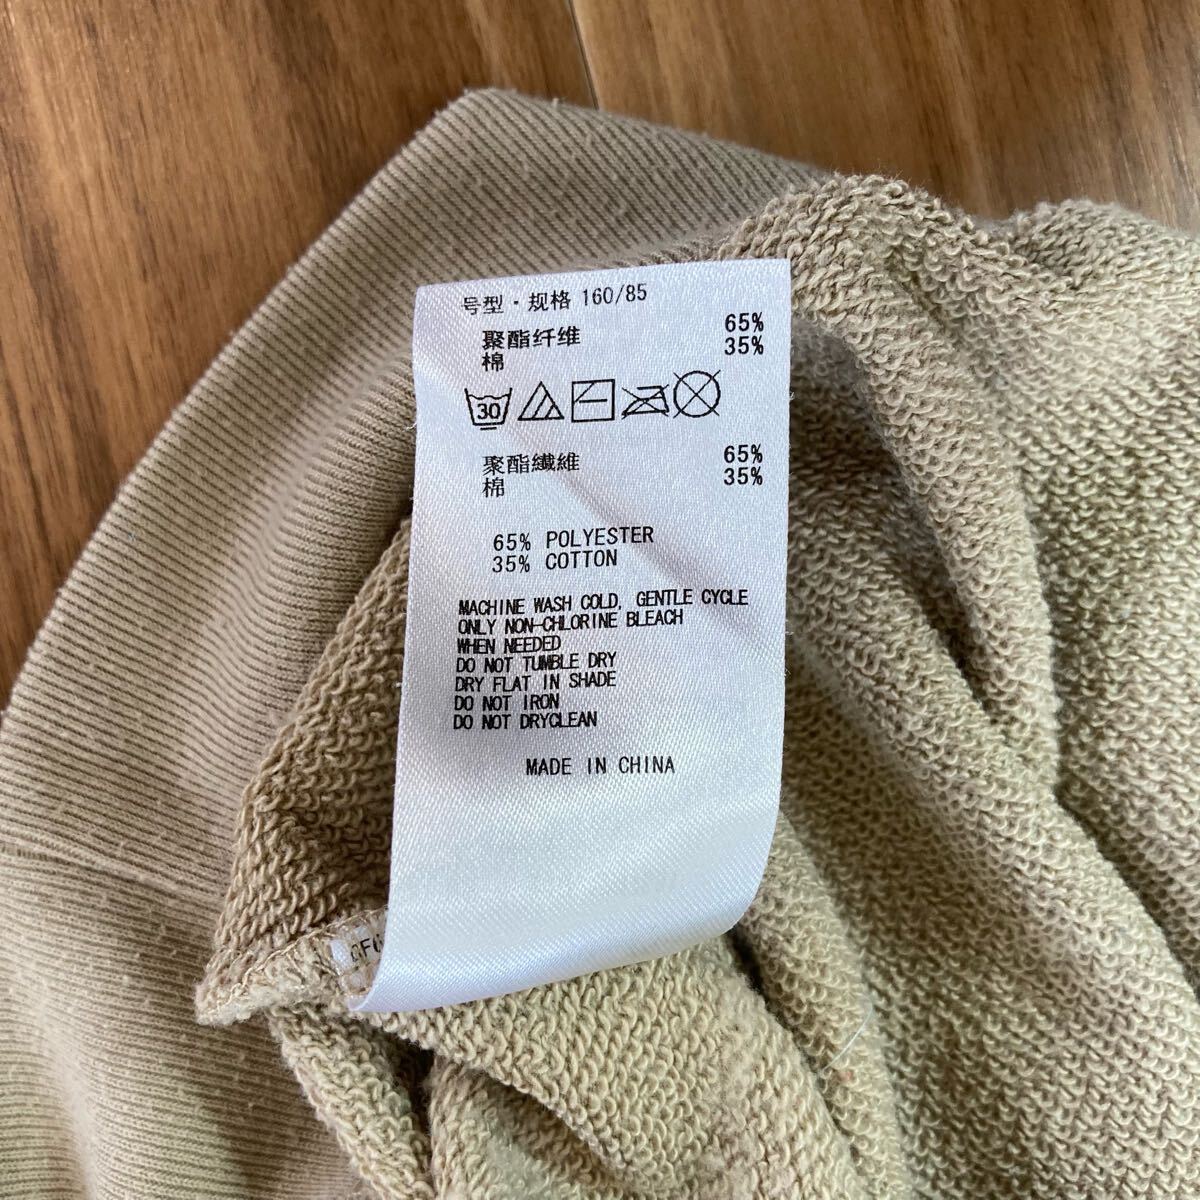 号型・规格 160/85
聚酯纤维 65%
棉 35%
30
聚酯纖維 65%
棉 35%
65% POLYESTER
35% COTTON
MACHINE WASH COLD, GENTLE CYCLE
ONLY NON-CHLORINE BLEACH
WHEN NEEDED
DO NOT TUMBLE DRY
DRY FLAT IN SHADE
DO NOT IRON
DO NOT DRYCLEAN
MADE IN CHINA